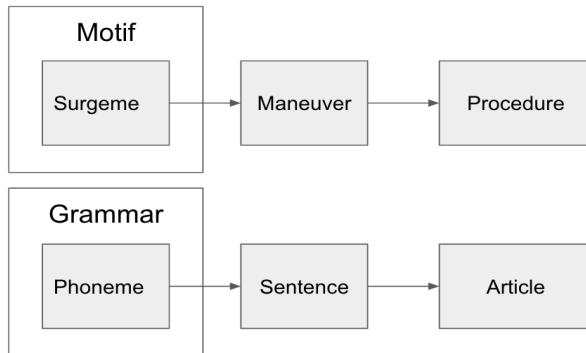 Motif
Surgeme
Maneuver
Procedure
Grammar
Phoneme
Sentence
Article